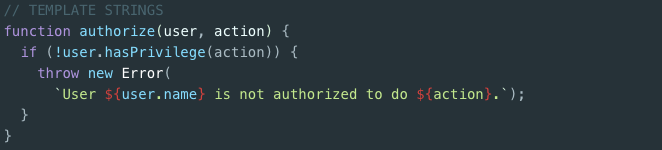 // TEMPLATE STRINGS
function authorize(user, action) {
  if (!user.hasPrivilege(action)) {
    throw new Error(
      `User ${user.name} is not authorized to do ${action}.`);
  }
}